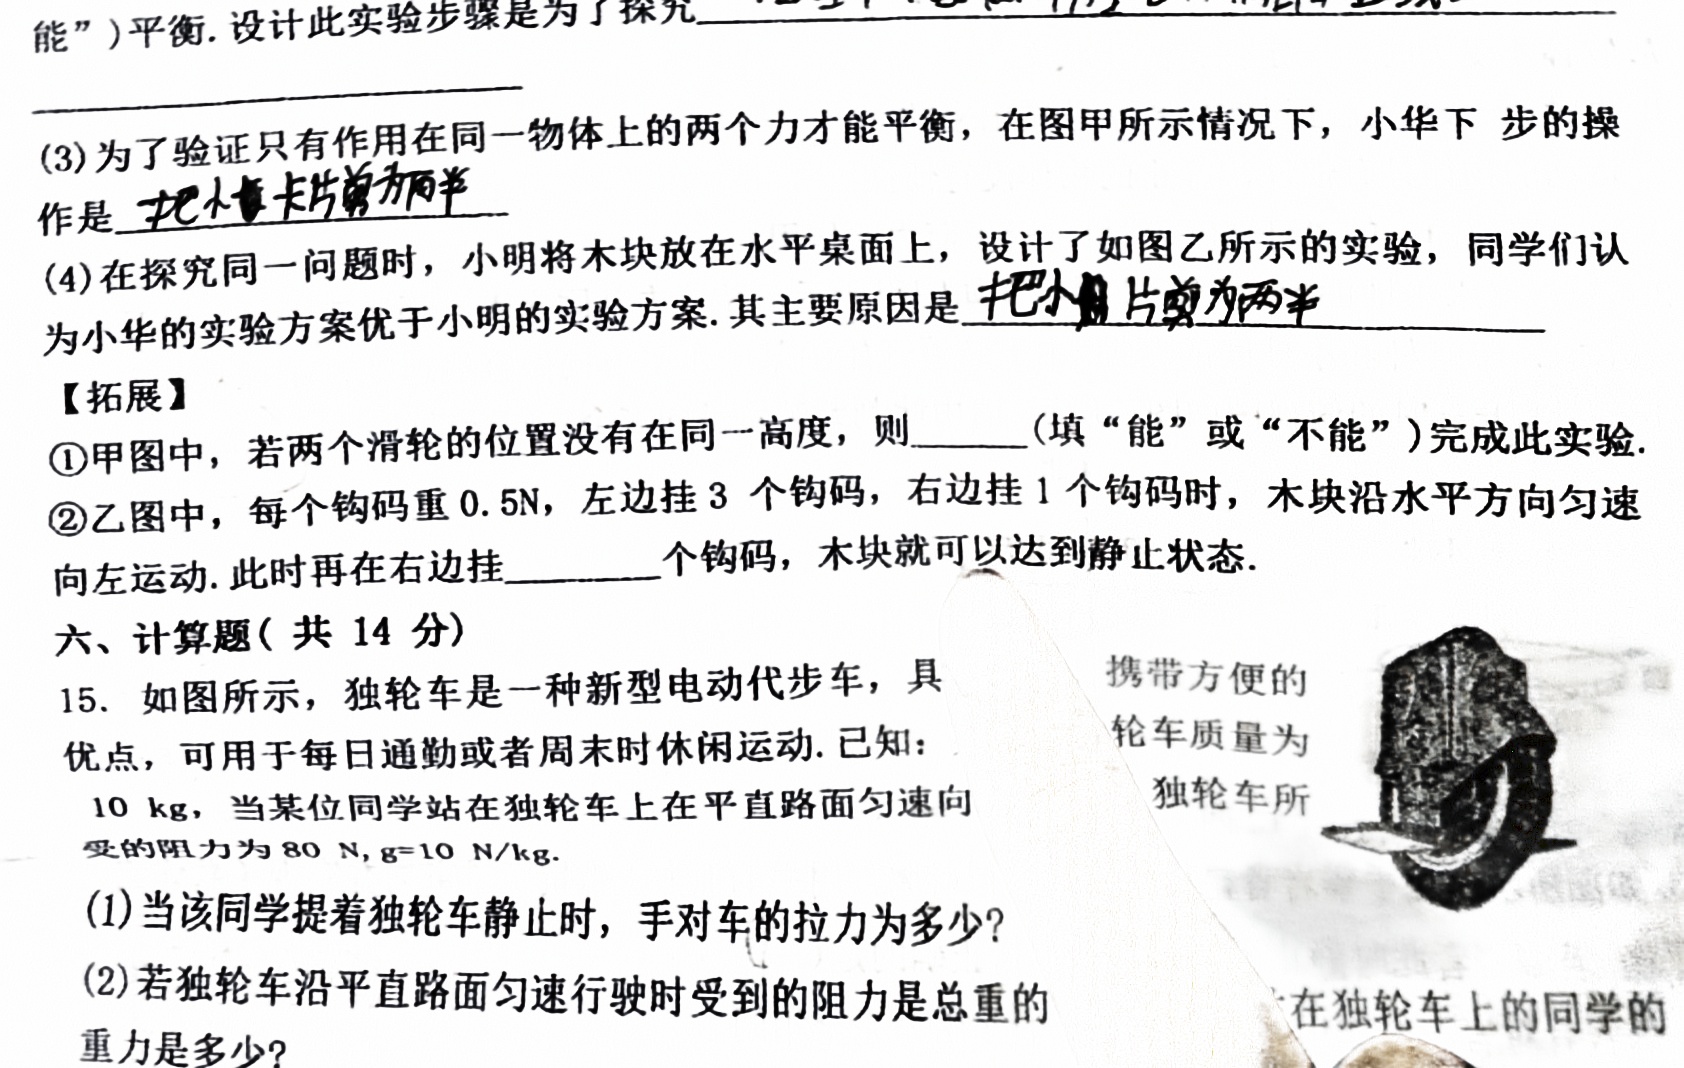 能”)平衡.设计此实验步骤是为了探究
(3)为了验证只有作用在同一物体上的两个力才能平衡，在图甲所示情况下，小华下 步的操
作是 把小卡片剪为两半
(4)在探究同一问题时，小明将木块放在水平桌面上，设计了如图乙所示的实验，同学们认
为小华的实验方案优于小明的实验方案.其主要原因是 把小片剪为两半
【拓展】
①甲图中，若两个滑轮的位置没有在同一高度，则______(填“能”或“不能”)完成此实验.
②乙图中，每个钩码重0.5N，左边挂3 个钩码，右边挂1个钩码时，木块沿水平方向匀速
向左运动.此时再在右边挂________个钩码，木块就可以达到静止状态.
六、计算题( 共 14 分)
15. 如图所示，独轮车是一种新型电动代步车，具 携带方便的
优点，可用于每日通勤或者周末时休闲运动.已知： 轮车质量为
10 kg，当某位同学站在独轮车上在平直路面匀速向 独轮车所
受的阻力为 80 N, g=10 N/kg.
(1)当该同学提着独轮车静止时，手对车的拉力为多少?
(2)若独轮车沿平直路面匀速行驶时受到的阻力是总重的 在独轮车上的同学的
重力是多少?